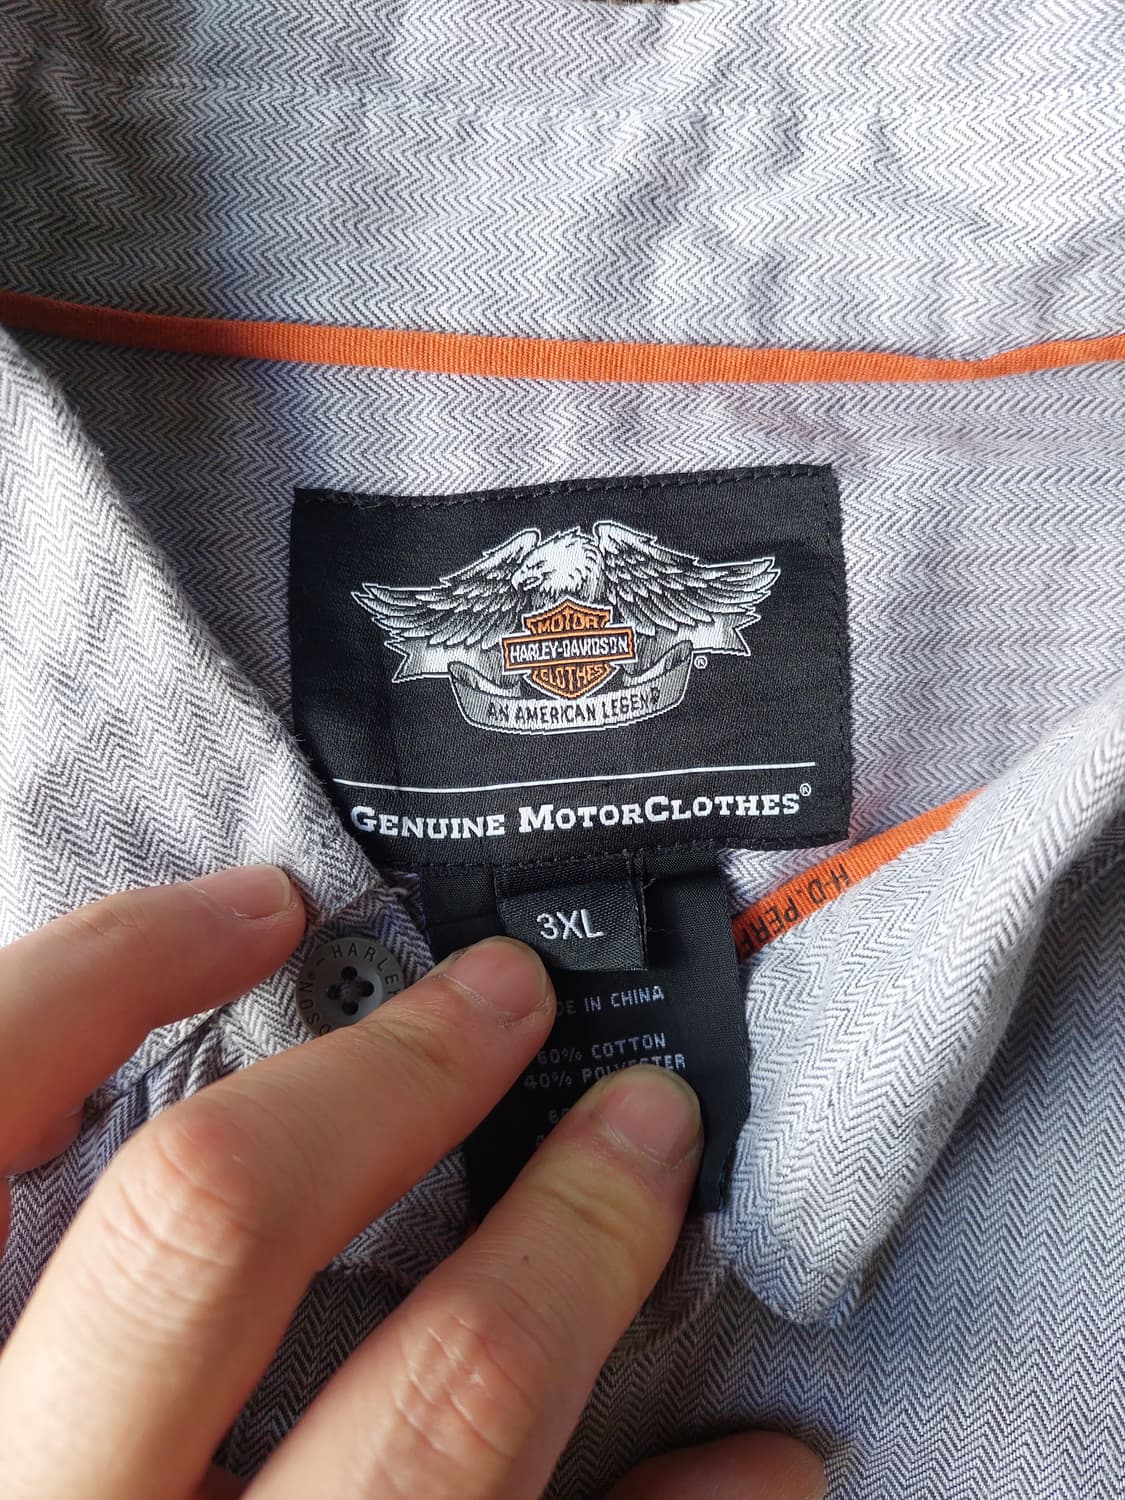 MOTOR
HARLEY-DAVIDSON
CLOTHES
®
AN AMERICAN LEGEND
GENUINE MOTORCLOTHES®
3XL
H-D. PERF
HARLEY
DSON®
DE IN CHINA
60% COTTON
40% POLYESTER